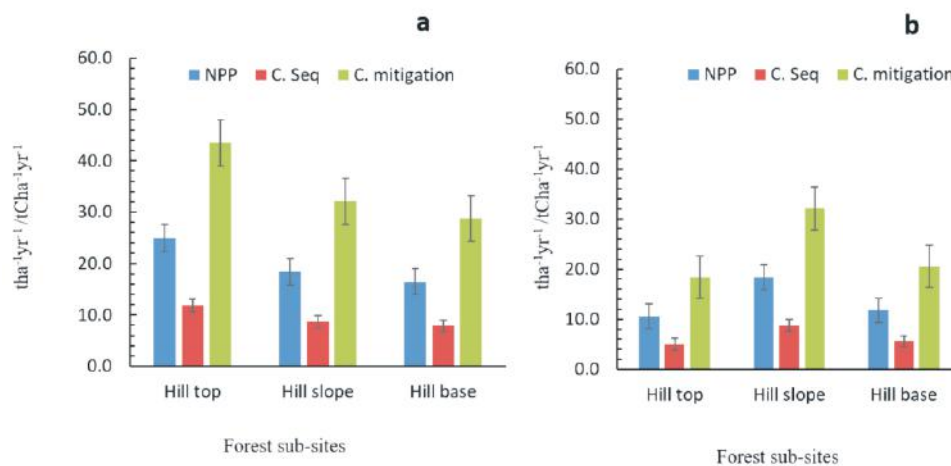 a
60.0
50.0
40.0
30.0
20.0
10.0
0.0
NPP C. Seq C. mitigation
tha⁻¹yr⁻¹ /tCha⁻¹yr⁻¹
Hill top Hill slope Hill base
Forest sub-sites
b
60.0
50.0
40.0
30.0
20.0
10.0
0.0
NPP C. Seq C. mitigation
tha⁻¹yr⁻¹ /tCha⁻¹yr⁻¹
Hill top Hill slope Hill base
Forest sub-sites